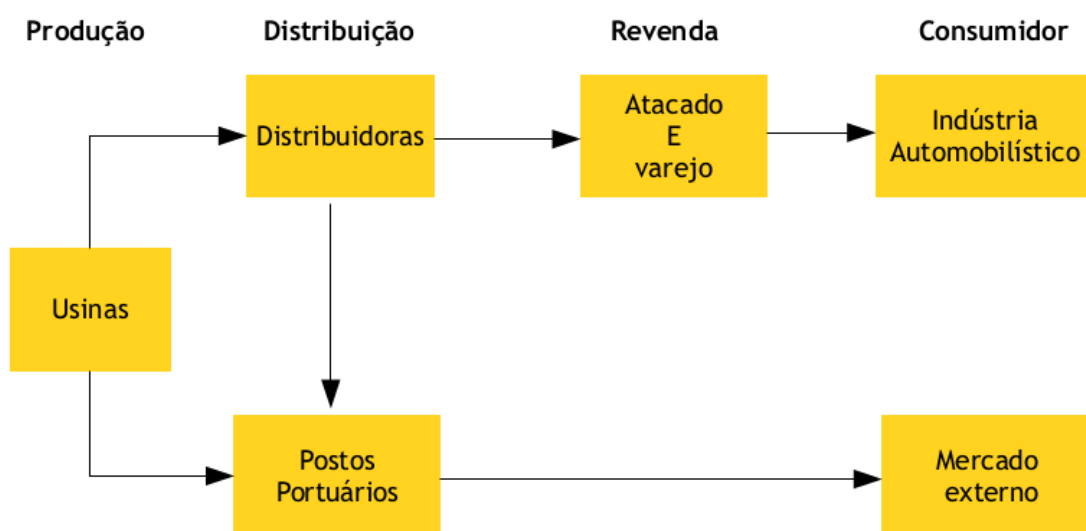 Produção
Distribuição
Revenda
Consumidor
Distribuidoras
Atacado
E
varejo
Indústria
Automobilístico
Usinas
Postos
Portuários
Mercado
externo